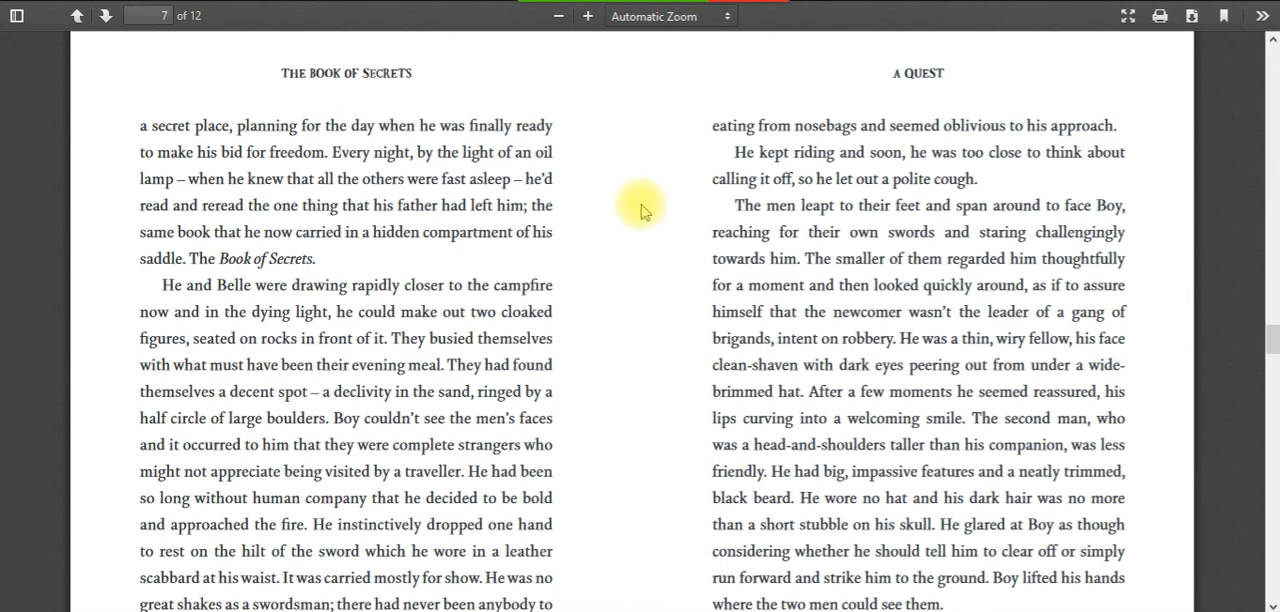 7 of 12
Automatic Zoom
THE BOOK OF SECRETS
a secret place, planning for the day when he was finally ready
to make his bid for freedom. Every night, by the light of an oil
lamp – when he knew that all the others were fast asleep – he'd
read and reread the one thing that his father had left him; the
same book that he now carried in a hidden compartment of his
saddle. The Book of Secrets.
He and Belle were drawing rapidly closer to the campfire
now and in the dying light, he could make out two cloaked
figures, seated on rocks in front of it. They busied themselves
with what must have been their evening meal. They had found
themselves a decent spot – a declivity in the sand, ringed by a
half circle of large boulders. Boy couldn't see the men's faces
and it occurred to him that they were complete strangers who
might not appreciate being visited by a traveller. He had been
so long without human company that he decided to be bold
and approached the fire. He instinctively dropped one hand
to rest on the hilt of the sword which he wore in a leather
scabbard at his waist. It was carried mostly for show. He was no
great shakes as a swordsman; there had never been anybody to
A QUEST
eating from nosebags and seemed oblivious to his approach.
He kept riding and soon, he was too close to think about
calling it off, so he let out a polite cough.
The men leapt to their feet and span around to face Boy,
reaching for their own swords and staring challengingly
towards him. The smaller of them regarded him thoughtfully
for a moment and then looked quickly around, as if to assure
himself that the newcomer wasn't the leader of a gang of
brigands, intent on robbery. He was a thin, wiry fellow, his face
clean-shaven with dark eyes peering out from under a wide-
brimmed hat. After a few moments he seemed reassured, his
lips curving into a welcoming smile. The second man, who
was a head-and-shoulders taller than his companion, was less
friendly. He had big, impassive features and a neatly trimmed,
black beard. He wore no hat and his dark hair was no more
than a short stubble on his skull. He glared at Boy as though
considering whether he should tell him to clear off or simply
run forward and strike him to the ground. Boy lifted his hands
where the two men could see them.